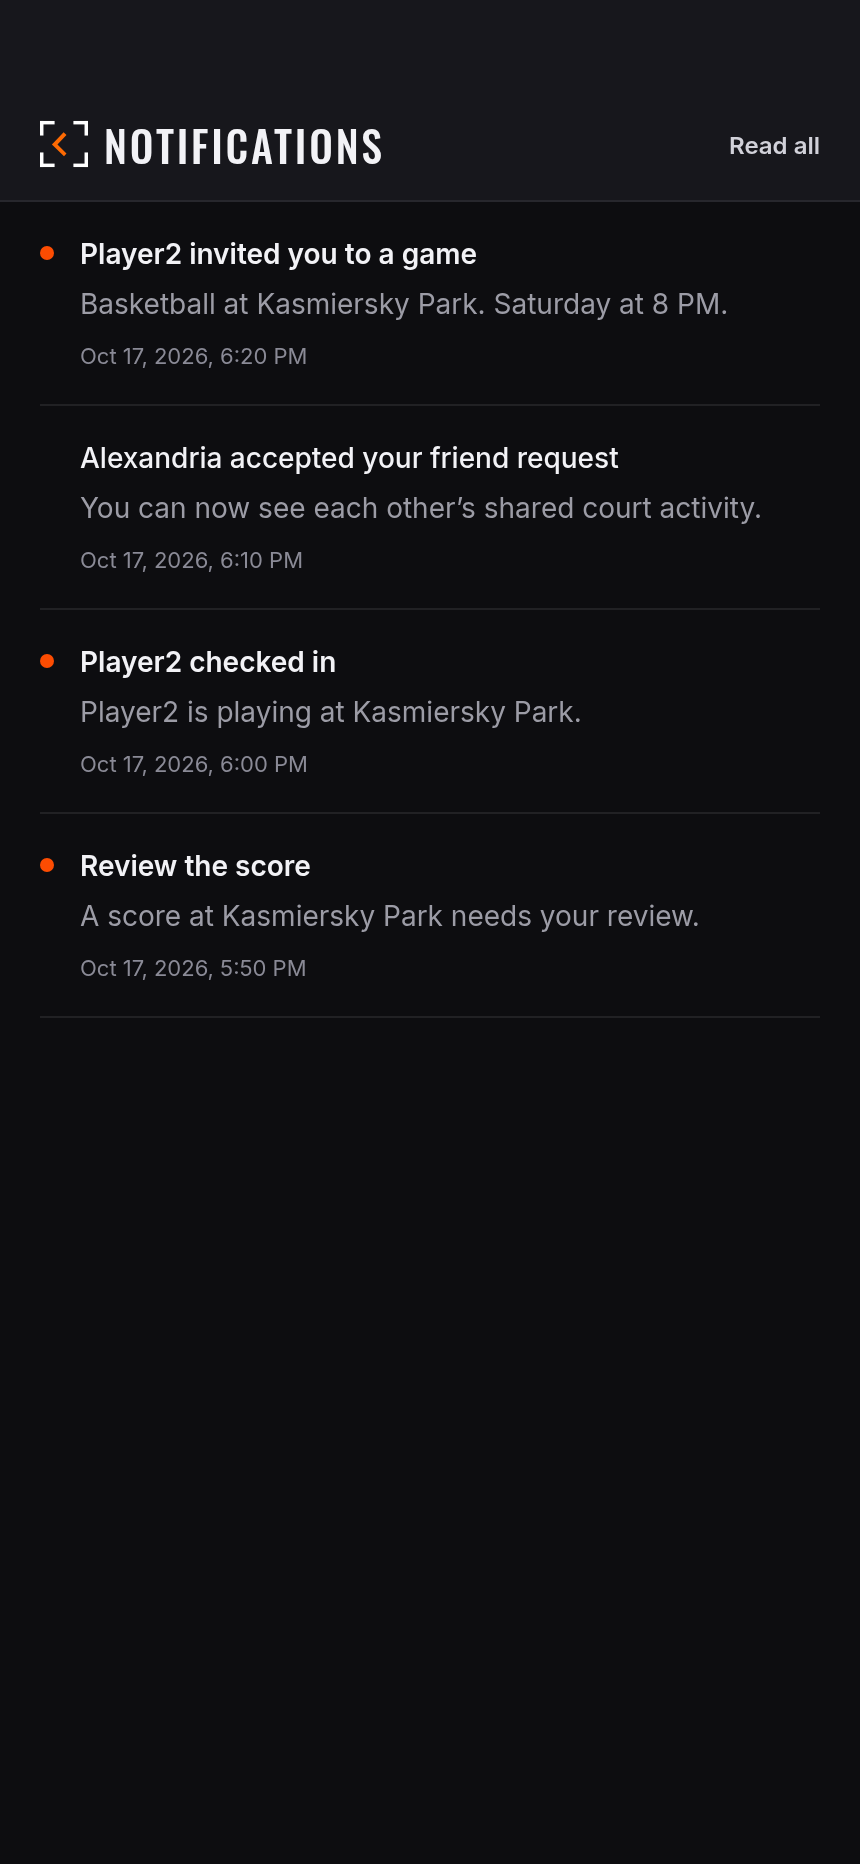 NOTIFICATIONS
Read all
Player2 invited you to a game
Basketball at Kasmiersky Park. Saturday at 8 PM.
Oct 17, 2026, 6:20 PM
Alexandria accepted your friend request
You can now see each other’s shared court activity.
Oct 17, 2026, 6:10 PM
Player2 checked in
Player2 is playing at Kasmiersky Park.
Oct 17, 2026, 6:00 PM
Review the score
A score at Kasmiersky Park needs your review.
Oct 17, 2026, 5:50 PM